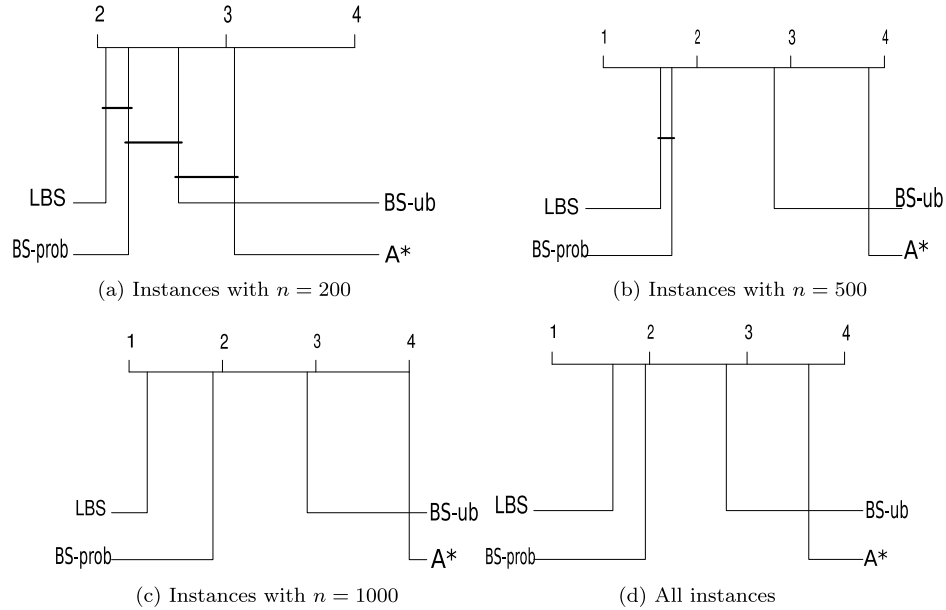 2 3 4
LBS BS-ub
BS-prob A*
(a) Instances with n = 200
1 2 3 4
LBS BS-ub
BS-prob A*
(b) Instances with n = 500
1 2 3 4
LBS BS-ub
BS-prob A*
(c) Instances with n = 1000
1 2 3 4
LBS BS-ub
BS-prob A*
(d) All instances